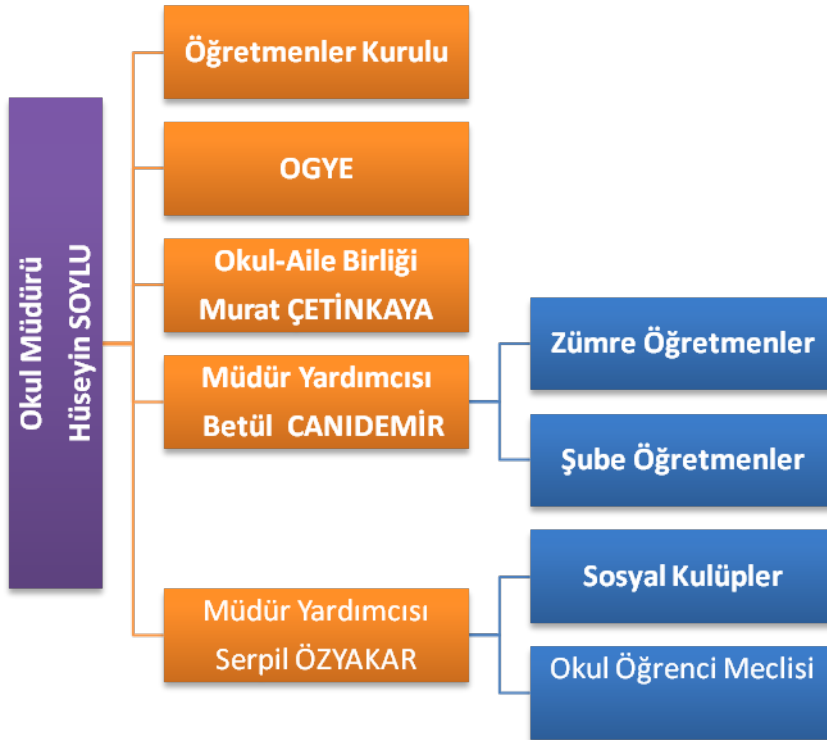 Okul Müdürü
Hüseyin SOYLU
Öğretmenler Kurulu
OGYE
Okul-Aile Birliği
Murat ÇETİNKAYA
Müdür Yardımcısı
Betül CANIDEMİR
Zümre Öğretmenler
Şube Öğretmenler
Müdür Yardımcısı
Serpil ÖZYAKAR
Sosyal Kulüpler
Okul Öğrenci Meclisi